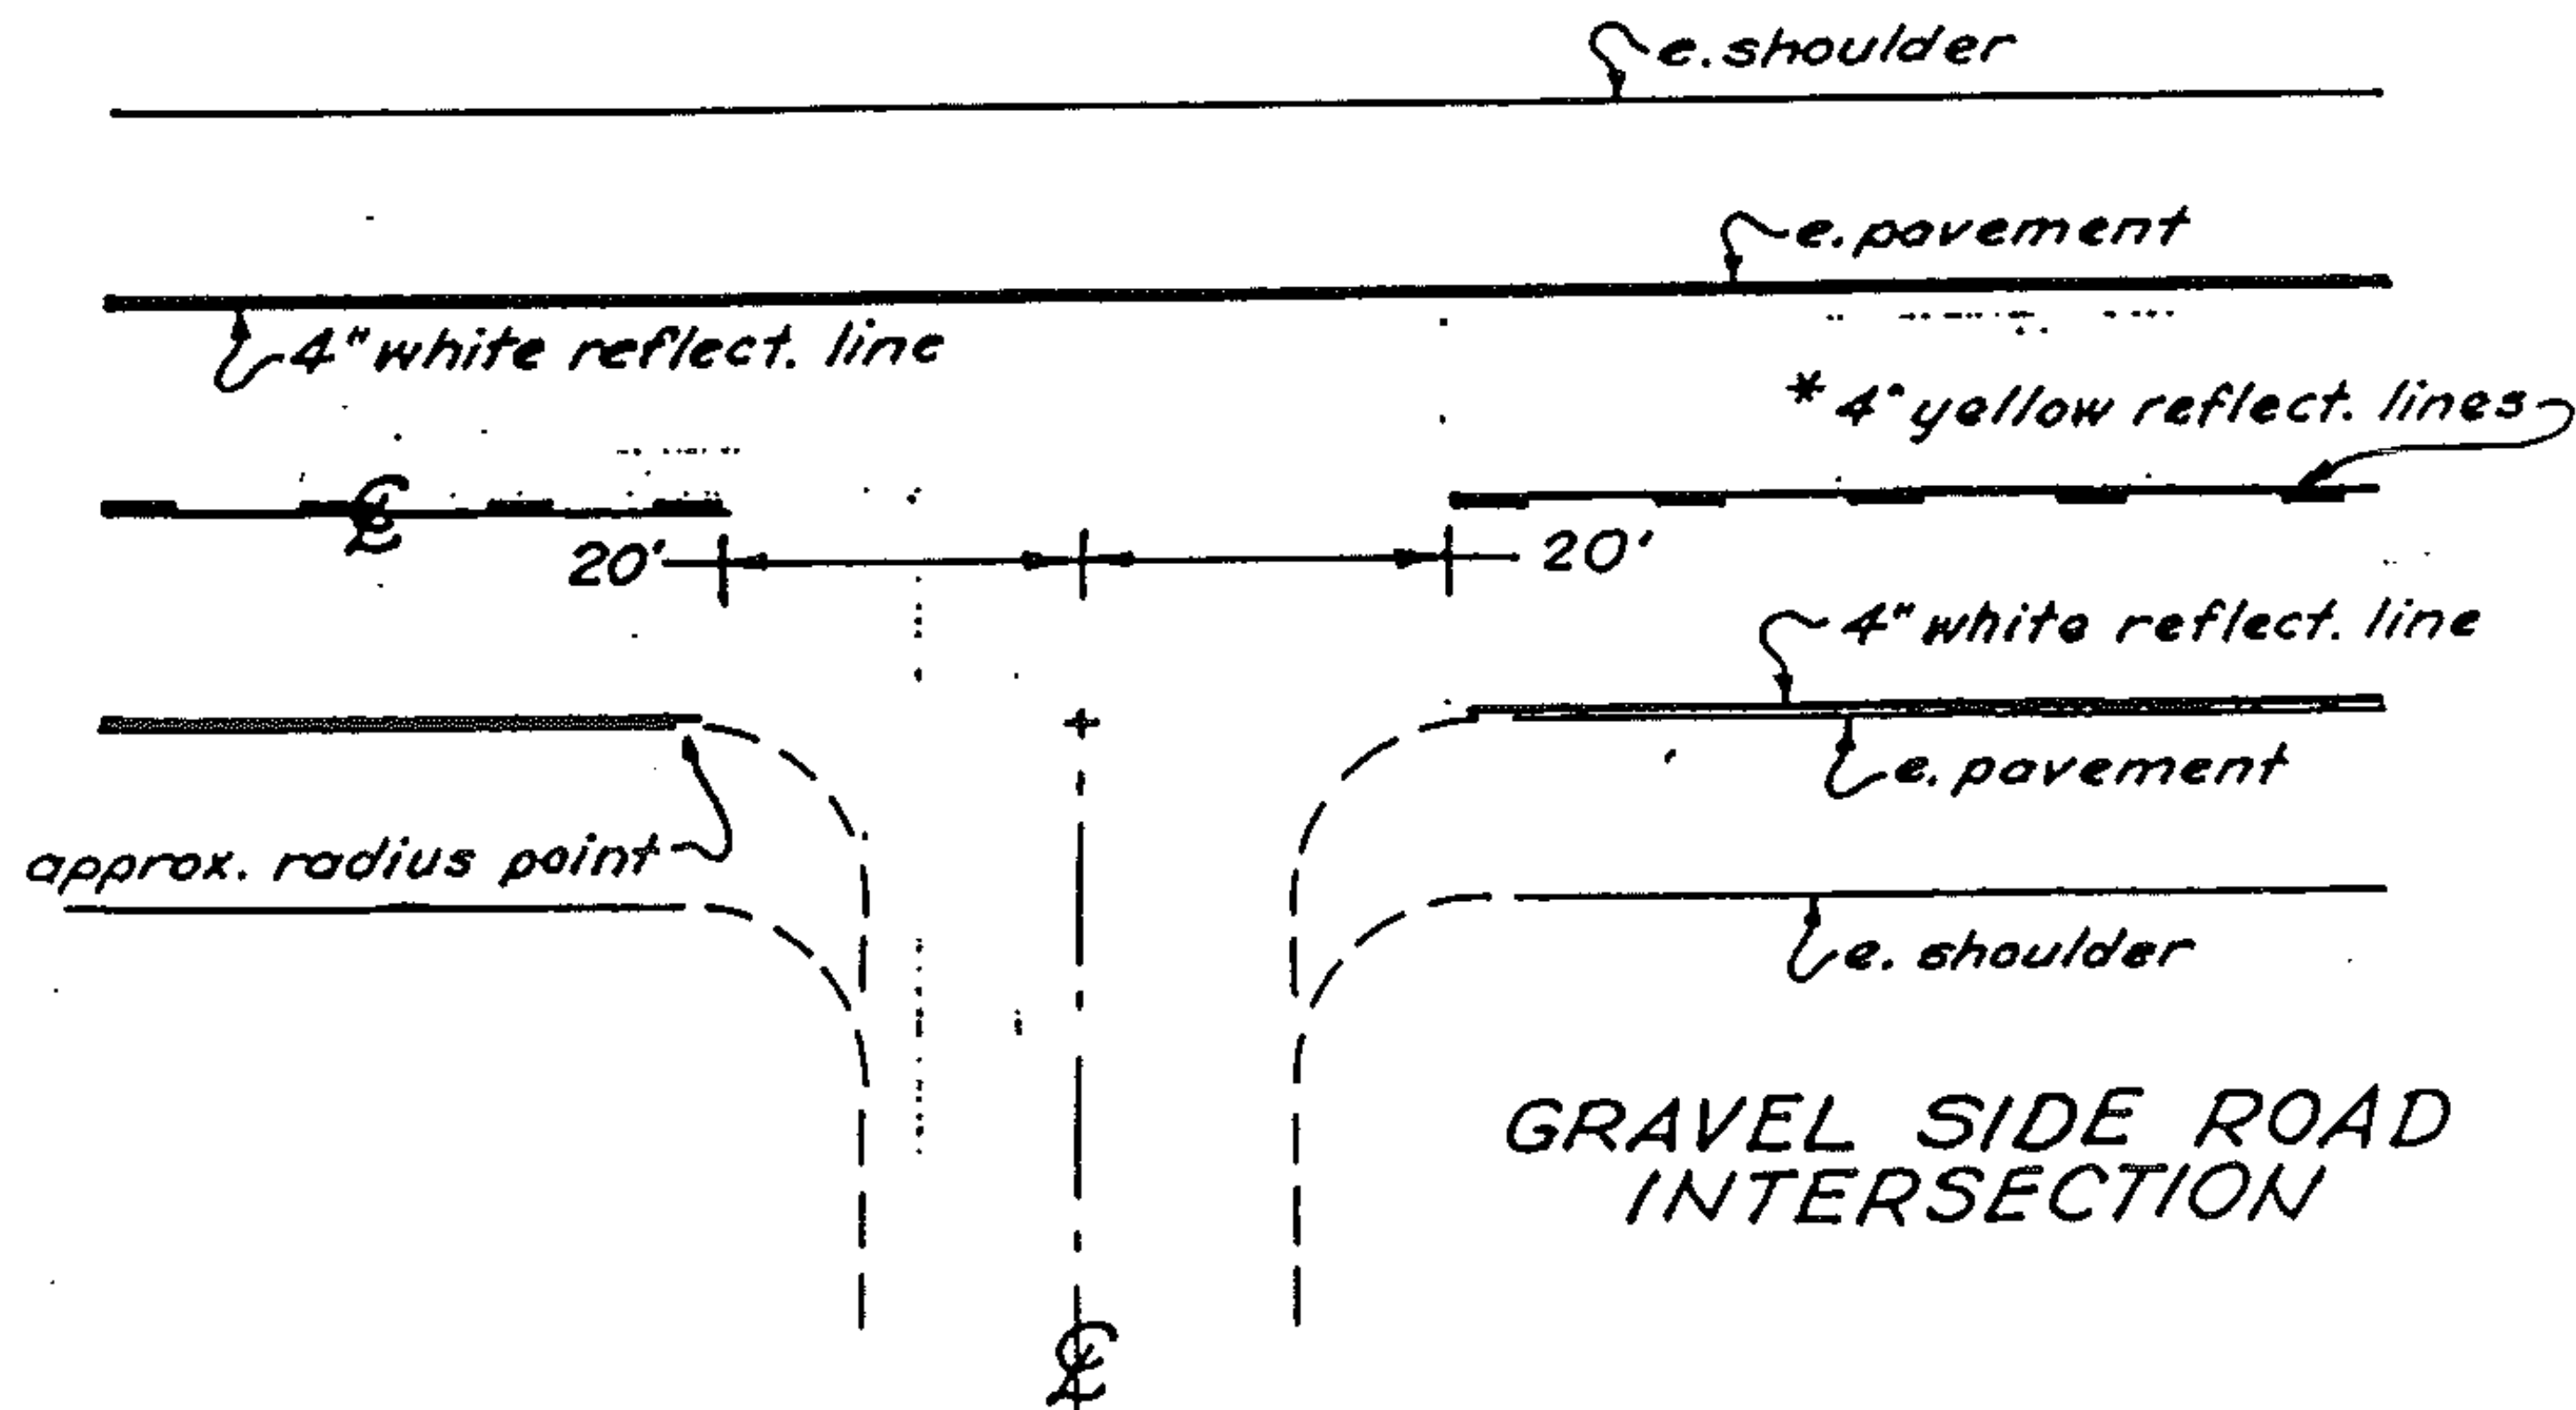 e. shoulder
e. pavement
4" white reflect. line
* 4" yellow reflect. lines
℄
20'
20'
4" white reflect. line
e. pavement
approx. radius point
e. shoulder
GRAVEL SIDE ROAD
INTERSECTION
℄